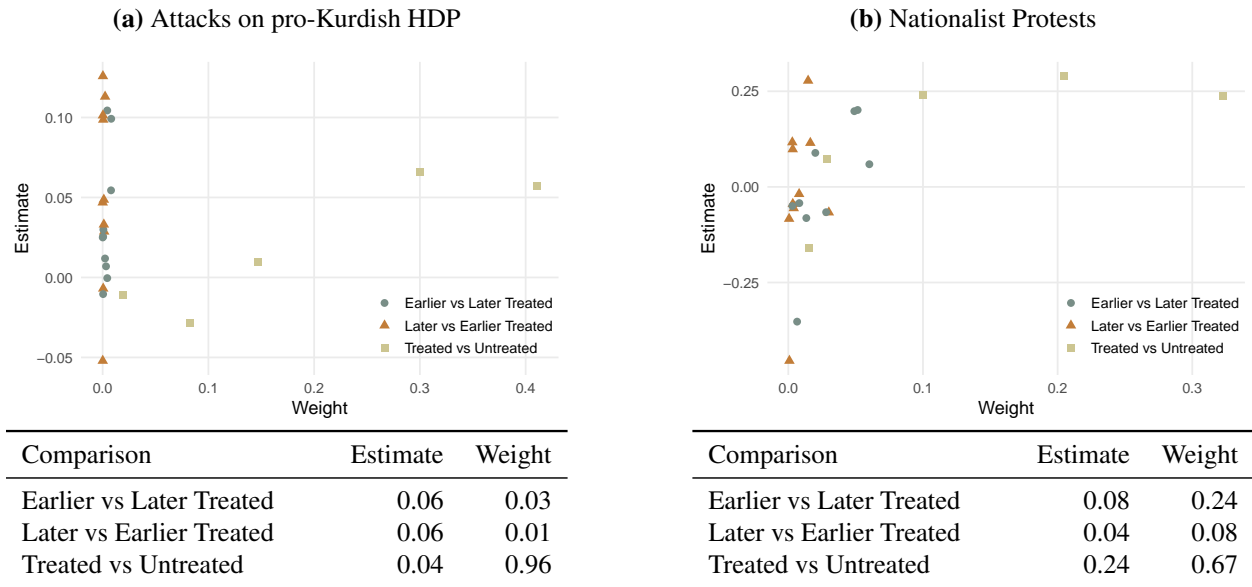 (a) Attacks on pro-Kurdish HDP
0.10
0.05
0.00
−0.05
Estimate
0.0 0.1 0.2 0.3 0.4
Weight
Earlier vs Later Treated
Later vs Earlier Treated
Treated vs Untreated
Comparison Estimate Weight
Earlier vs Later Treated 0.06 0.03
Later vs Earlier Treated 0.06 0.01
Treated vs Untreated 0.04 0.96
(b) Nationalist Protests
0.25
0.00
−0.25
Estimate
0.0 0.1 0.2 0.3
Weight
Earlier vs Later Treated
Later vs Earlier Treated
Treated vs Untreated
Comparison Estimate Weight
Earlier vs Later Treated 0.08 0.24
Later vs Earlier Treated 0.04 0.08
Treated vs Untreated 0.24 0.67